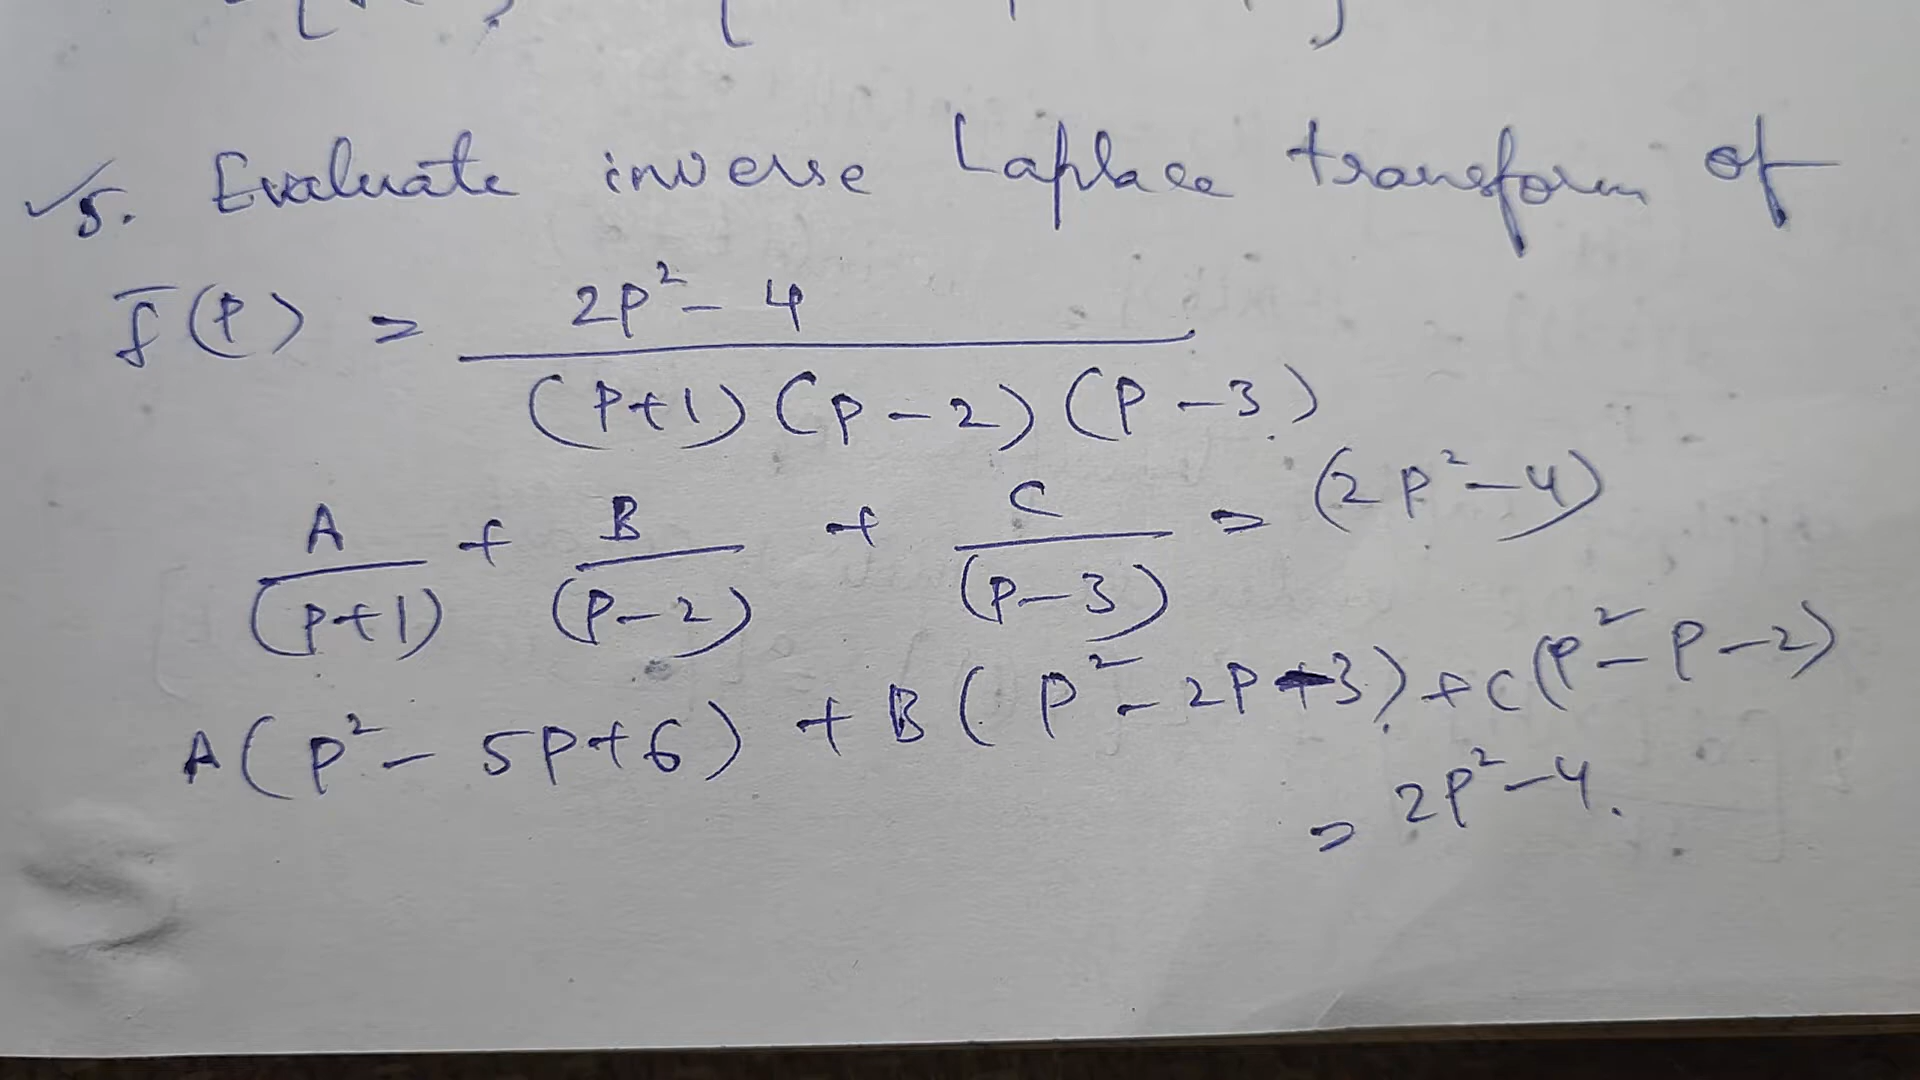 5. Evaluate inverse Laplace transform of
f̄(p) = (2p² - 4) / ((p+1)(p-2)(p-3))
A/(p+1) + B/(p-2) + C/(p-3) = (2p² - 4)
A(p² - 5p + 6) + B(p² - 2p - 3) + C(p² - p - 2)
= 2p² - 4.